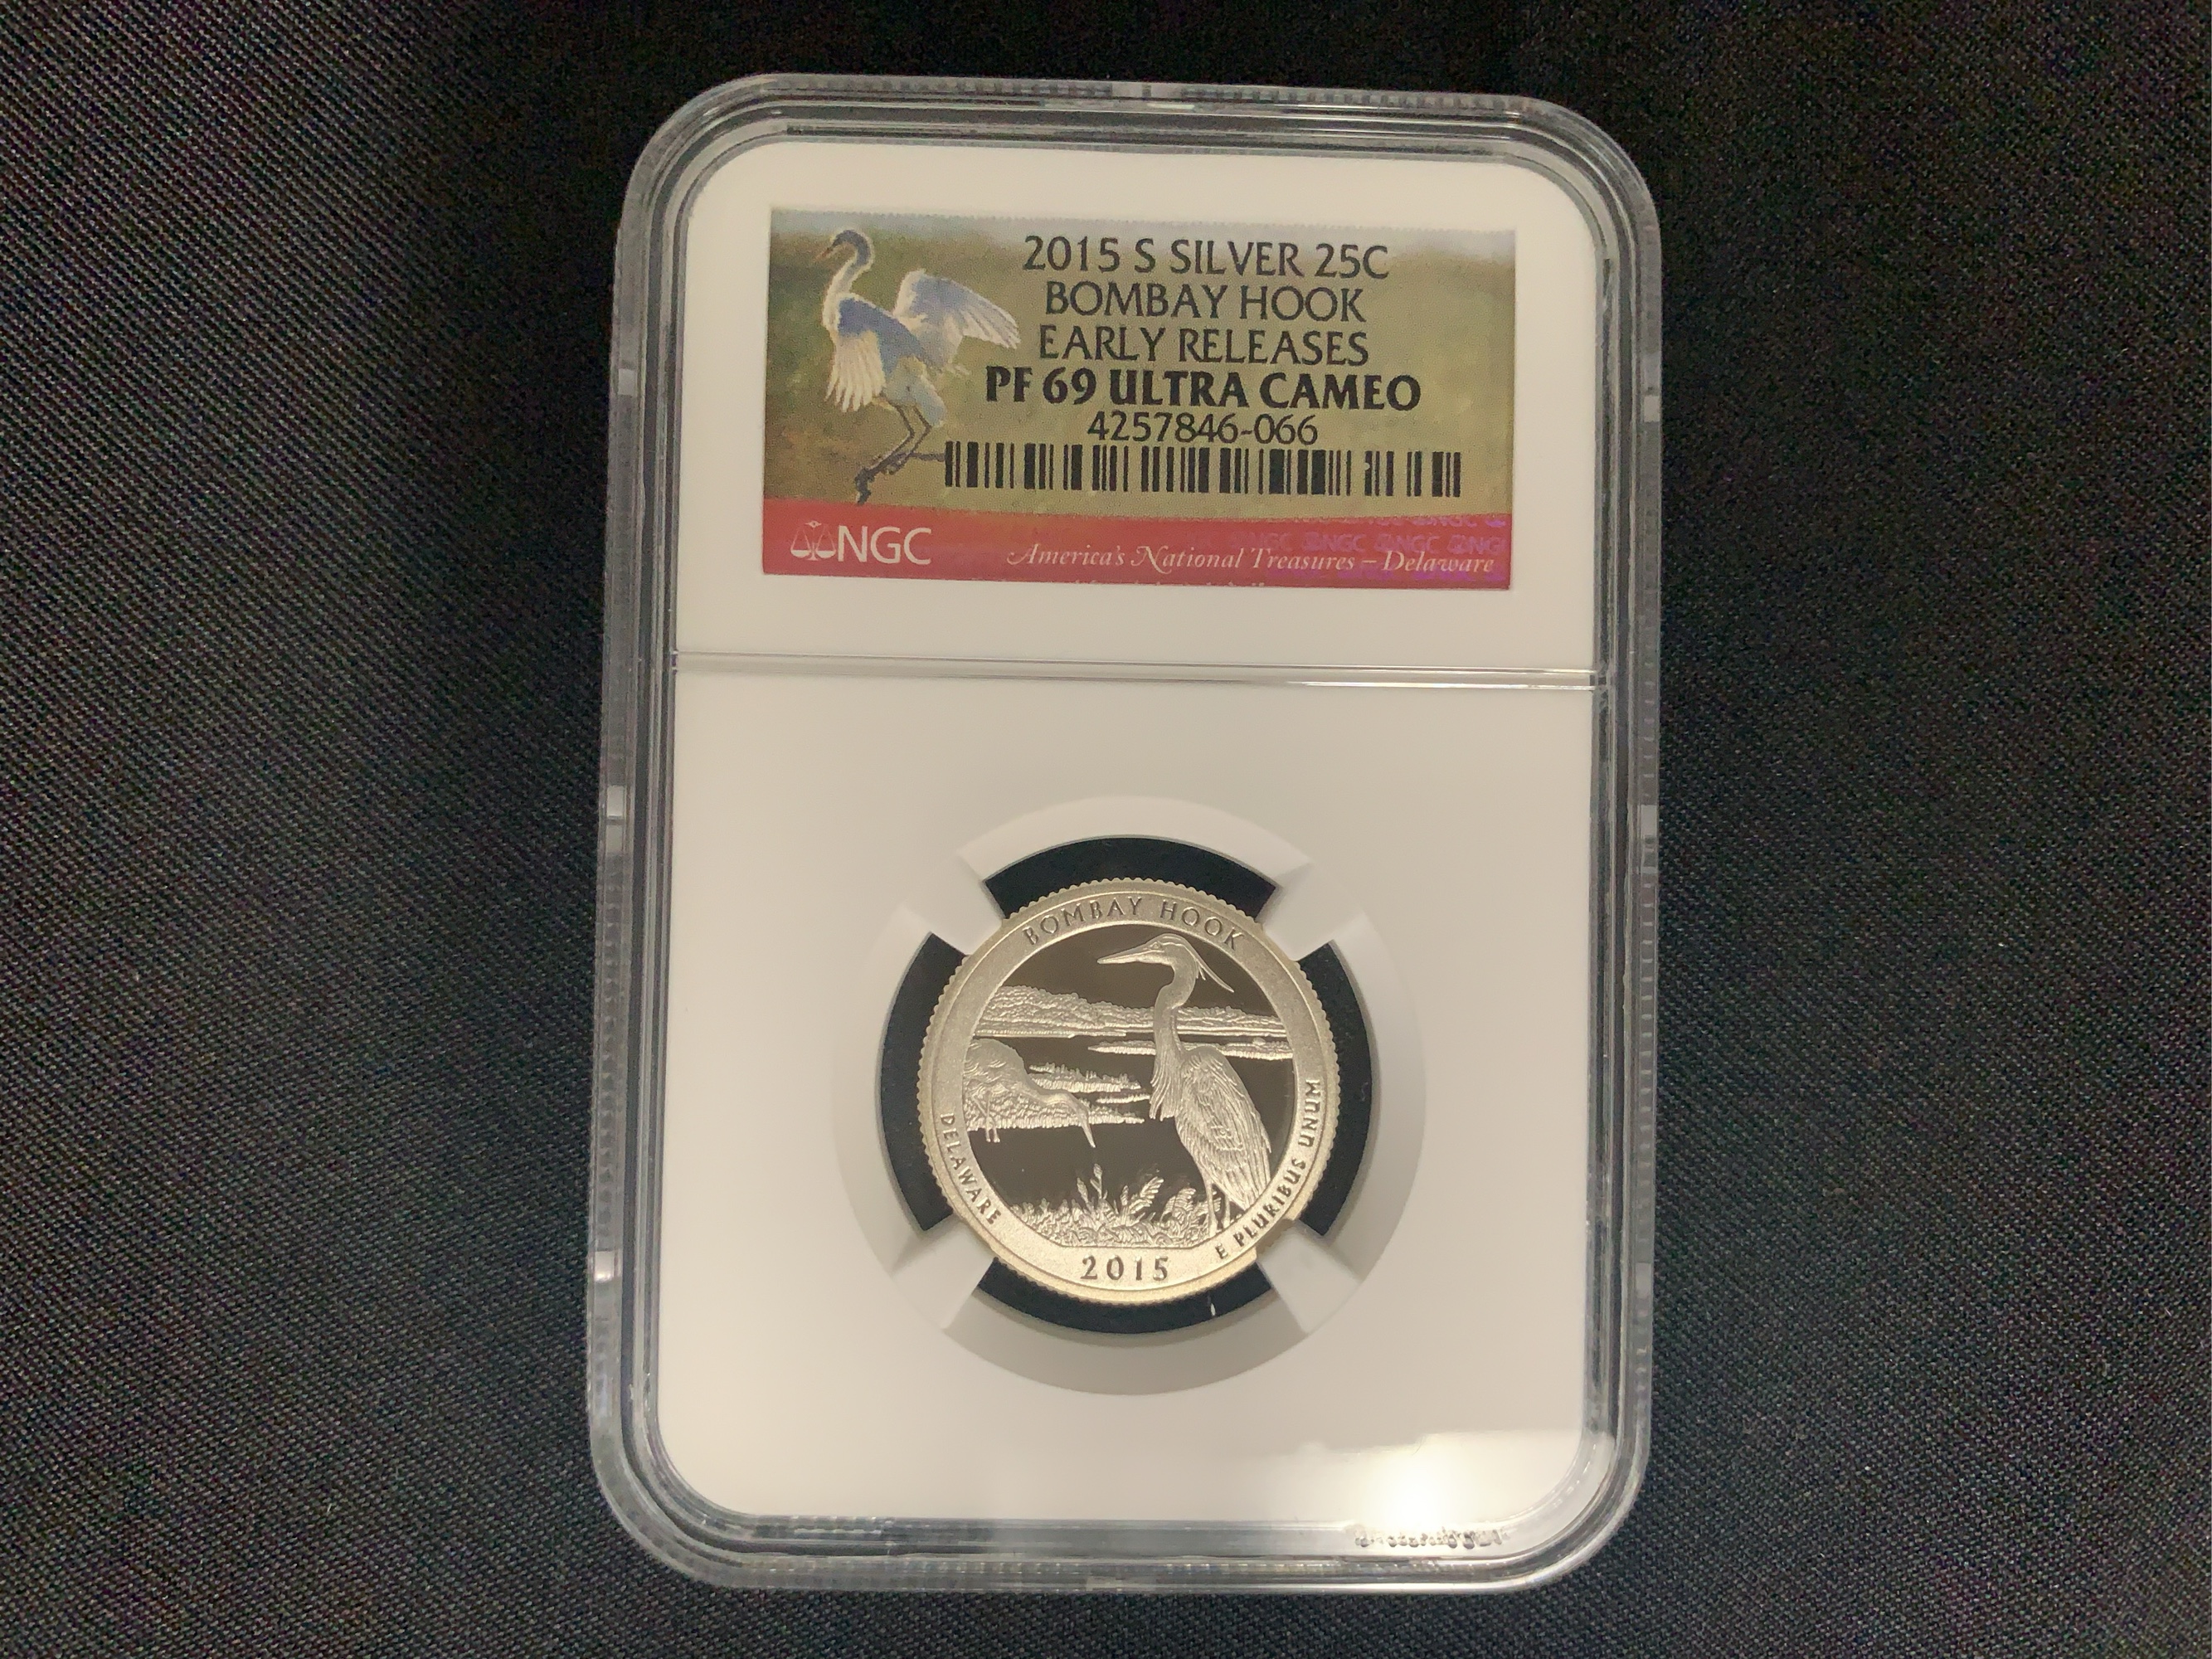 2015 S SILVER 25C
BOMBAY HOOK
EARLY RELEASES
PF 69 ULTRA CAMEO
4257846-066
NGC
America's National Treasures – Delaware
BOMBAY HOOK
DELAWARE
E PLURIBUS UNUM
2015